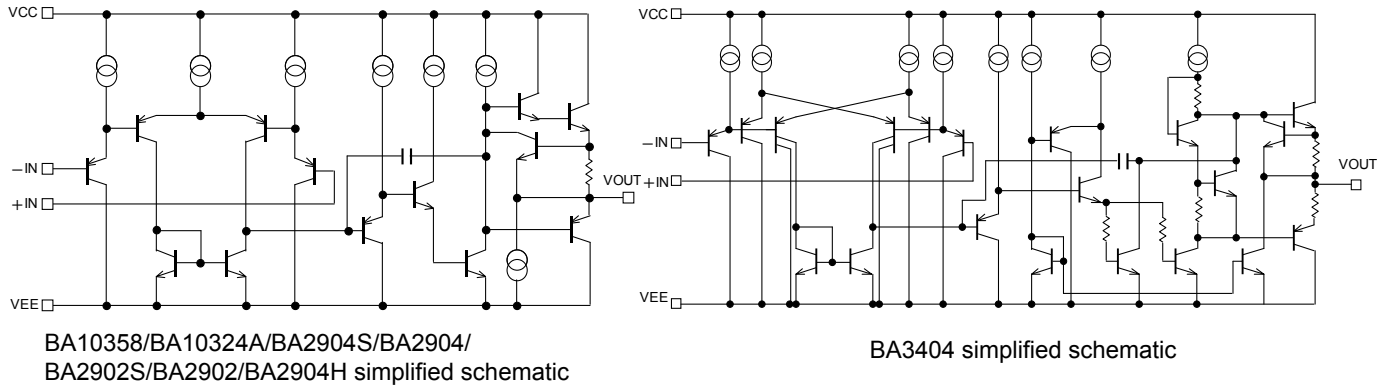 VCC
−IN
+IN
VOUT
VEE
BA10358/BA10324A/BA2904S/BA2904/
BA2902S/BA2902/BA2904H simplified schematic
VCC
−IN
+IN
VOUT
VEE
BA3404 simplified schematic